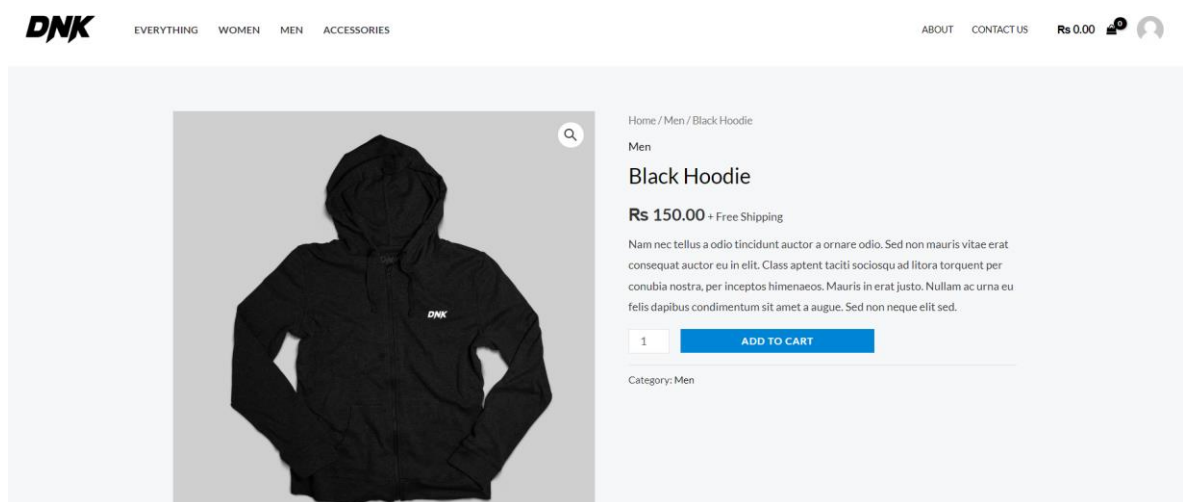 DNK
EVERYTHING WOMEN MEN ACCESSORIES
ABOUT CONTACT US Rs 0.00 0
Home / Men / Black Hoodie
Men
Black Hoodie
Rs 150.00 + Free Shipping
Nam nec tellus a odio tincidunt auctor a ornare odio. Sed non mauris vitae erat
consequat auctor eu in elit. Class aptent taciti sociosqu ad litora torquent per
conubia nostra, per inceptos himenaeos. Mauris in erat justo. Nullam ac urna eu
felis dapibus condimentum sit amet a augue. Sed non neque elit sed.
1 ADD TO CART
Category: Men
DNK